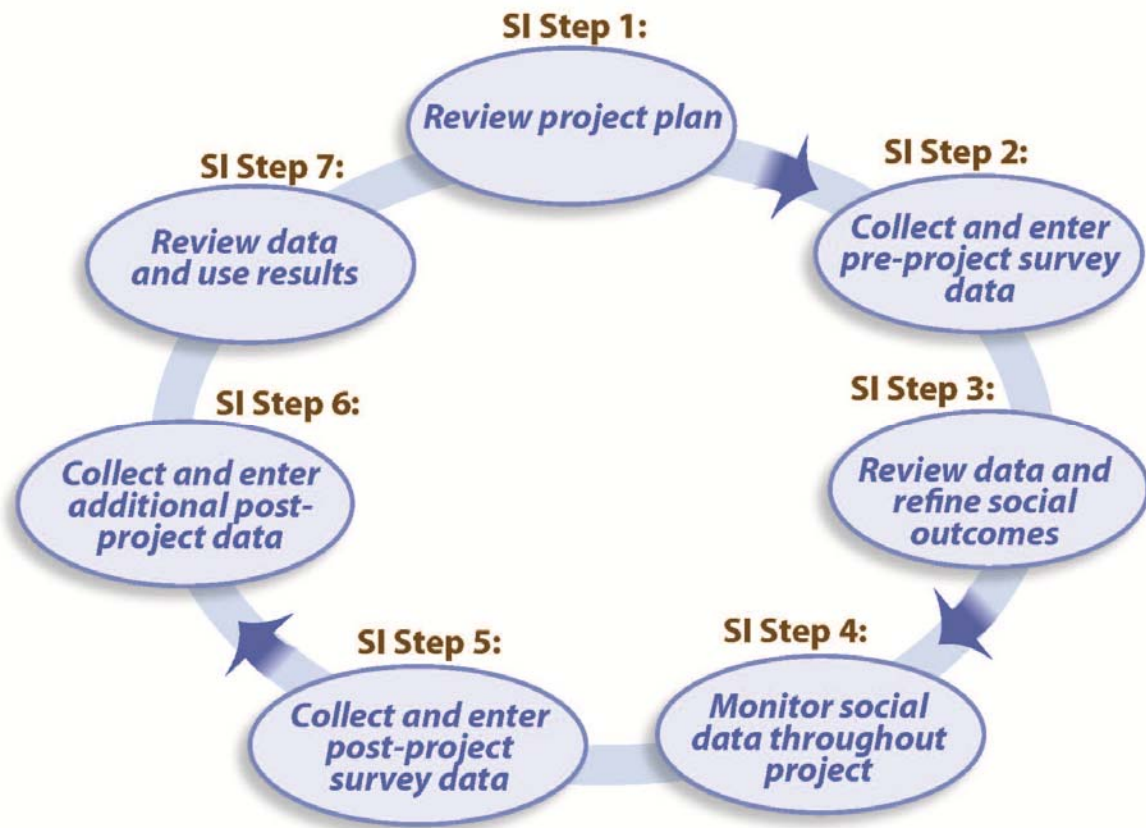 SI Step 1:
Review project plan
SI Step 2:
Collect and enter
pre-project survey
data
SI Step 3:
Review data and
refine social
outcomes
SI Step 4:
Monitor social
data throughout
project
SI Step 5:
Collect and enter
post-project
survey data
SI Step 6:
Collect and enter
additional post-
project data
SI Step 7:
Review data
and use results